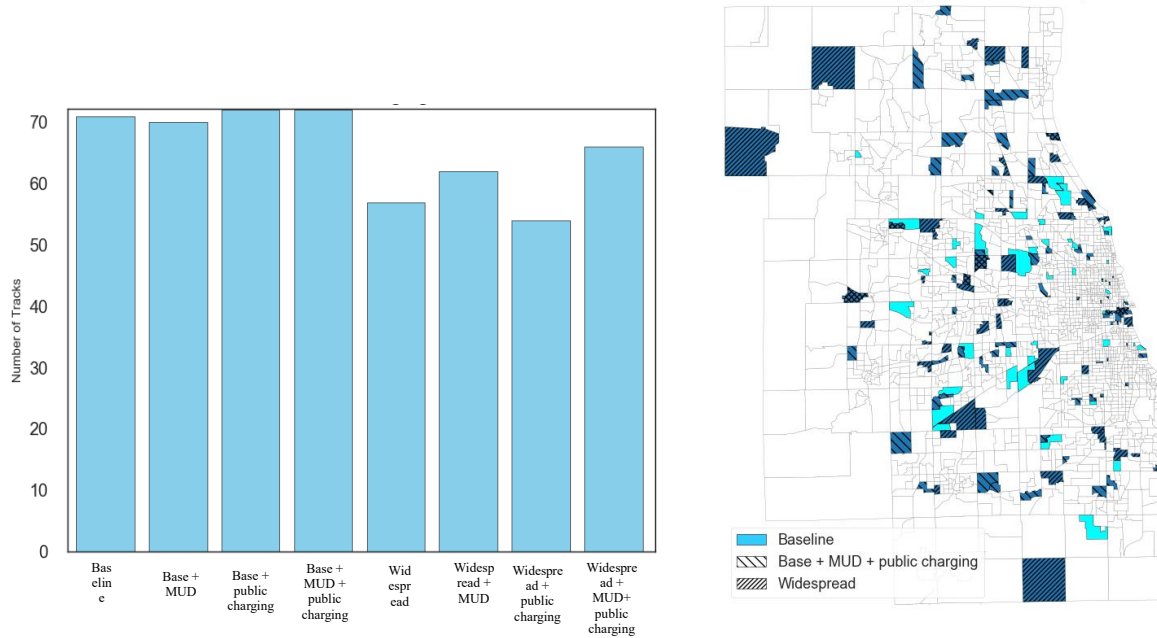 70
60
50
40
30
20
10
0
Number of Tracks
Bas
elin
e
Base +
MUD
Base +
public
charging
Base +
MUD +
public
charging
Wid
espr
ead
Widesp
read +
MUD
Widespre
ad +
public
charging
Widespre
ad +
MUD+
public
charging
Baseline
Base + MUD + public charging
Widespread